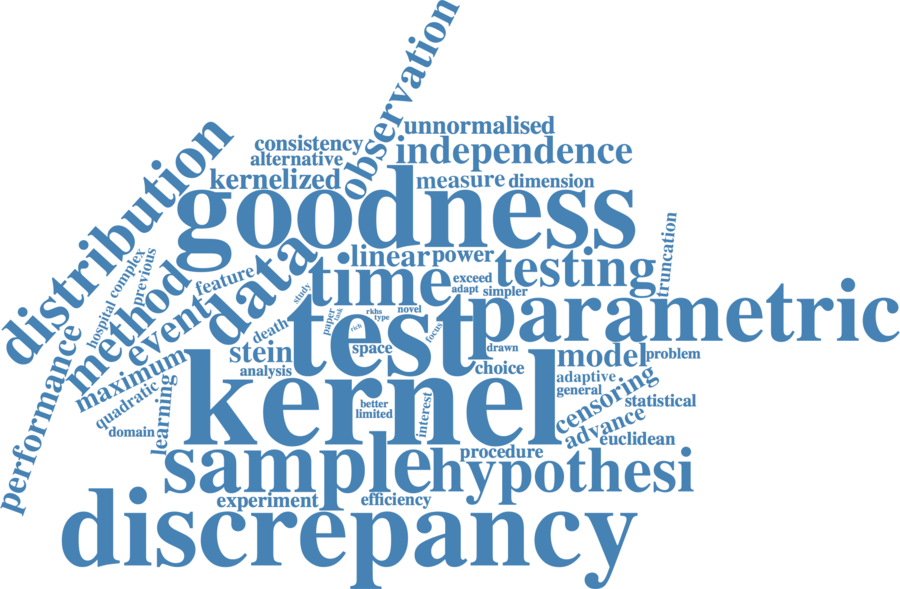 observation
unnormalised
consistency
independence
alternative
distribution
kernelized
measure
dimension
goodness
truncation
linear
power
testing
time
data
feature
exceed
adapt
simpler
hospital
complex
previous
method
event
study
novel
rkhs
type
paper
task
rich
focus
parametric
test
death
stein
space
drawn
model
problem
analysis
choice
maximum
performance
quadratic
learning
domain
kernel
adaptive
general
censoring
statistical
better
limited
interest
advance
euclidean
procedure
sample
hypothesi
experiment
efficiency
discrepancy